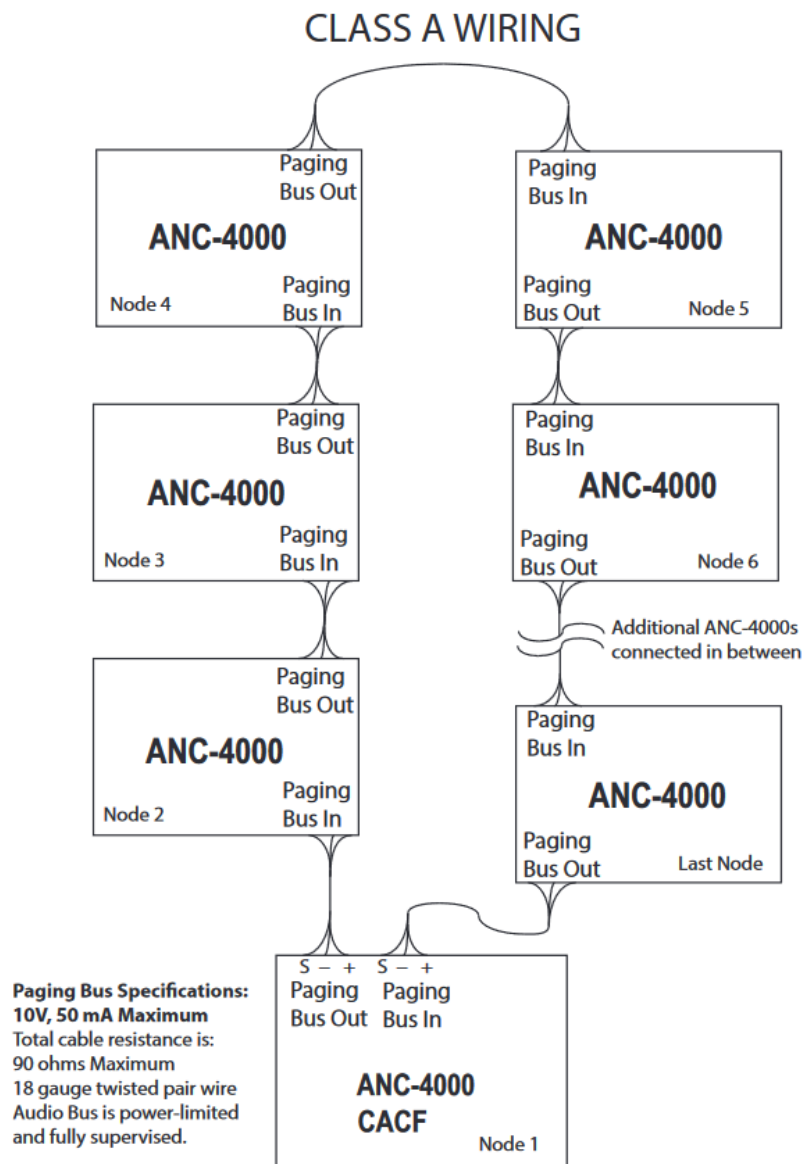 CLASS A WIRING
Paging
Bus Out
ANC-4000
Paging
Bus In
Node 4
Paging
Bus In
ANC-4000
Paging
Bus Out
Node 5
Paging
Bus Out
ANC-4000
Paging
Bus In
Node 3
Paging
Bus In
ANC-4000
Paging
Bus Out
Node 6
Additional ANC-4000s
connected in between
Paging
Bus Out
ANC-4000
Paging
Bus In
Node 2
Paging
Bus In
ANC-4000
Paging
Bus Out
Last Node
S – + S – +
Paging
Bus Out
Paging
Bus In
ANC-4000
CACF
Node 1
Paging Bus Specifications:
10V, 50 mA Maximum
Total cable resistance is:
90 ohms Maximum
18 gauge twisted pair wire
Audio Bus is power-limited
and fully supervised.